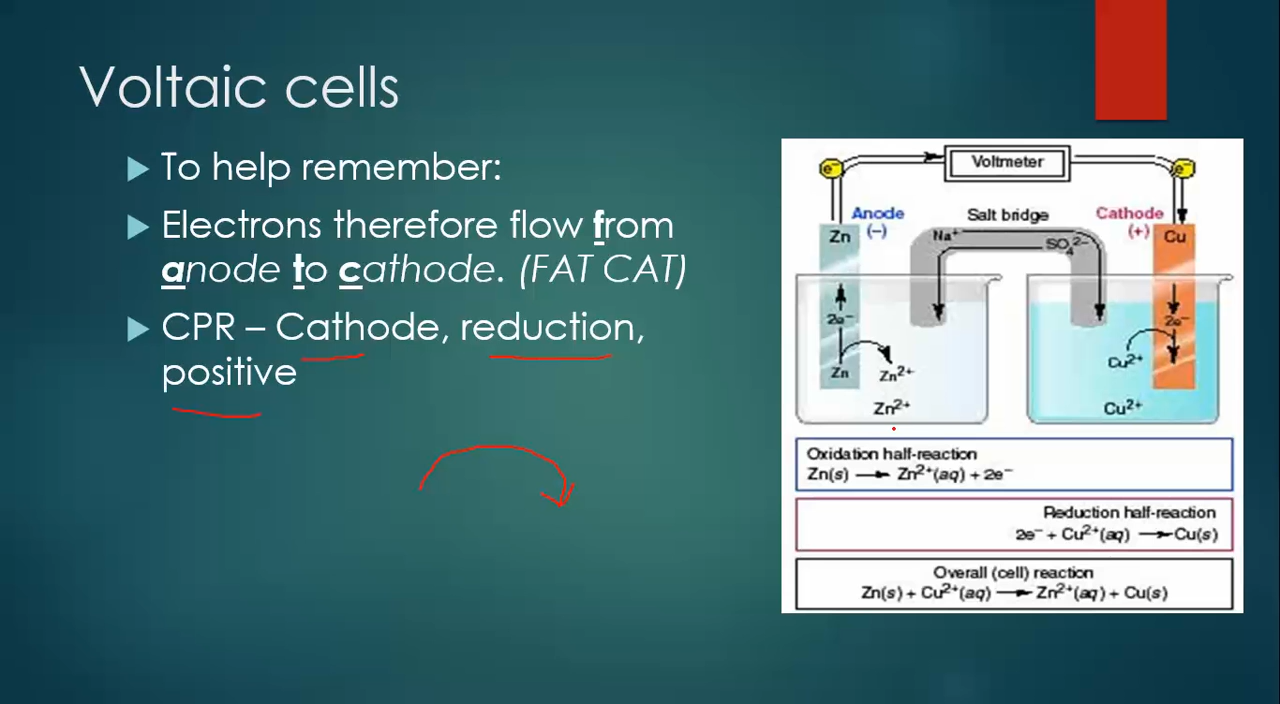 Voltaic cells
To help remember:
Electrons therefore flow from
anode to cathode. (FAT CAT)
CPR – Cathode, reduction,
positive
e⁻
Voltmeter
e⁻
Anode
(–)
Zn
Salt bridge
Na⁺
SO₄²⁻
Cathode
(+)
Cu
2e⁻
Zn
Zn²⁺
Zn²⁺
2e⁻
Cu²⁺
Cu²⁺
Oxidation half-reaction
Zn(s) → Zn²⁺(aq) + 2e⁻
Reduction half-reaction
2e⁻ + Cu²⁺(aq) → Cu(s)
Overall (cell) reaction
Zn(s) + Cu²⁺(aq) → Zn²⁺(aq) + Cu(s)